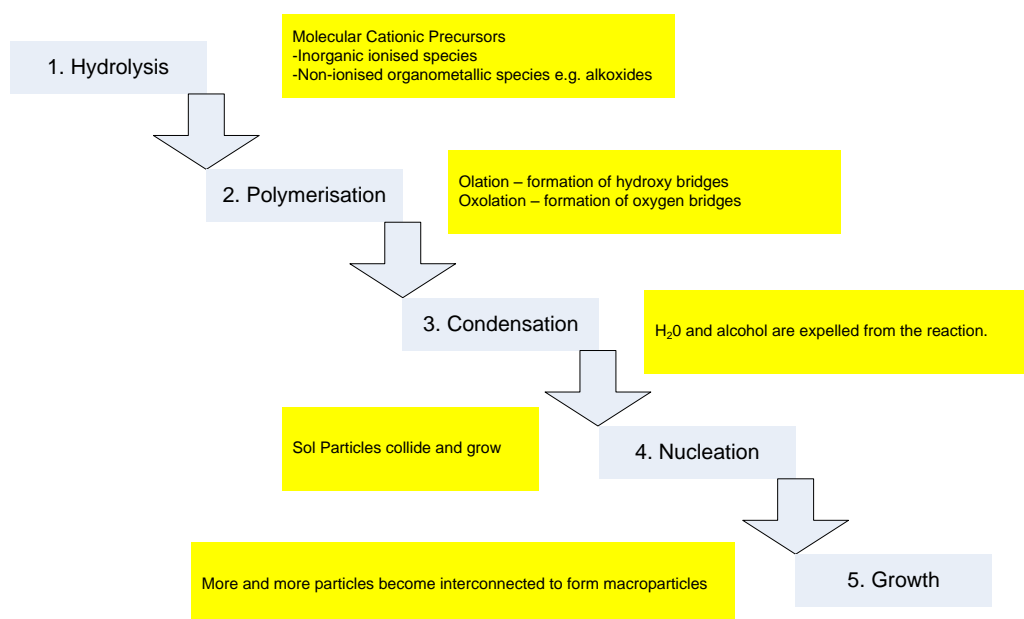 1. Hydrolysis
Molecular Cationic Precursors
-Inorganic ionised species
-Non-ionised organometallic species e.g. alkoxides
2. Polymerisation
Olation – formation of hydroxy bridges
Oxolation – formation of oxygen bridges
3. Condensation
H₂0 and alcohol are expelled from the reaction.
Sol Particles collide and grow
4. Nucleation
More and more particles become interconnected to form macroparticles
5. Growth